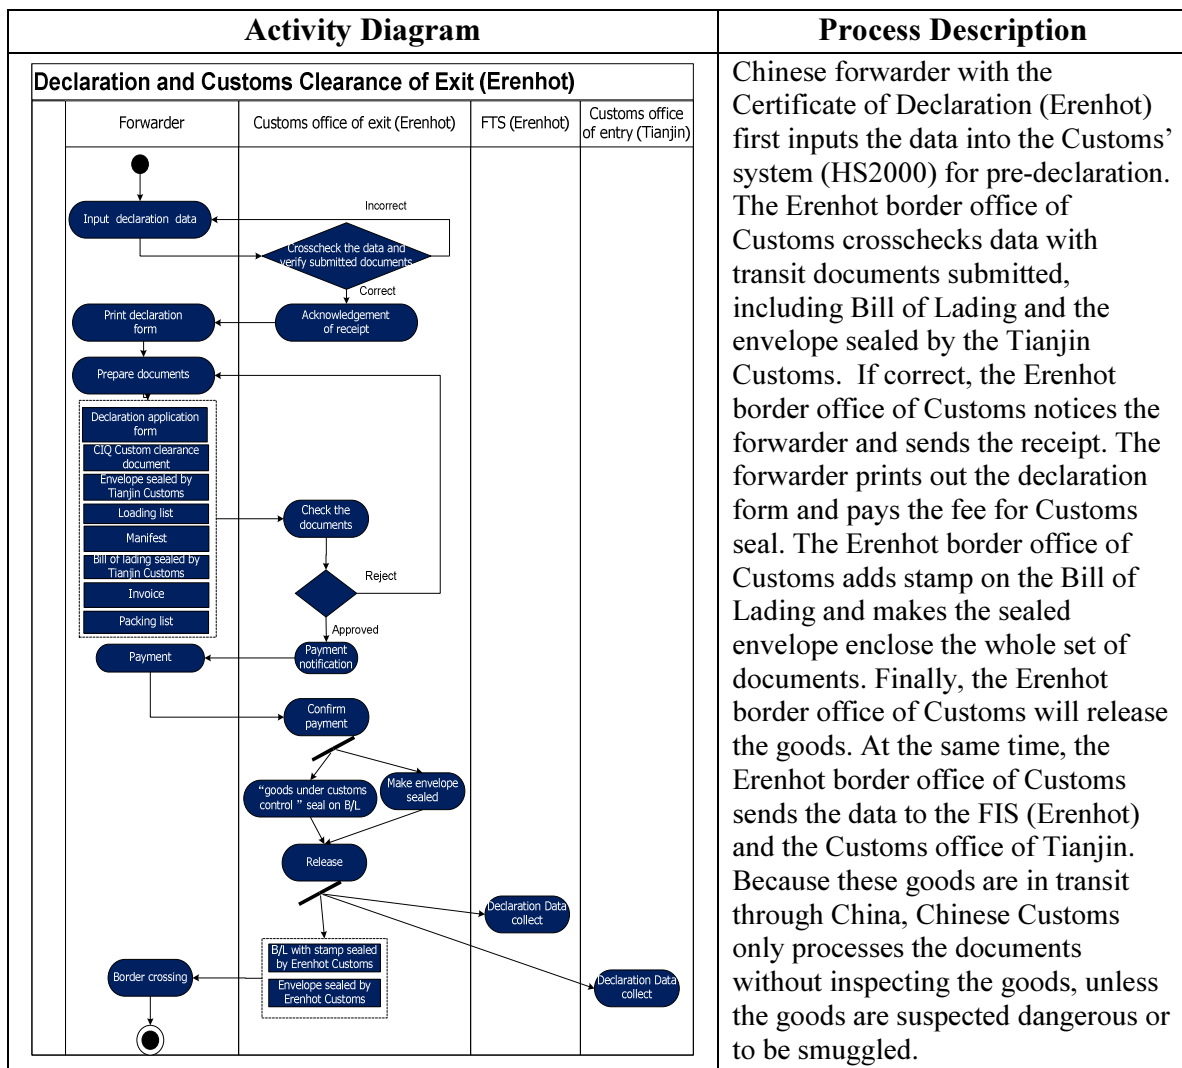 Activity Diagram
Process Description
Declaration and Customs Clearance of Exit (Erenhot)
Forwarder
Customs office of exit (Erenhot)
FTS (Erenhot)
Customs office
of entry (Tianjin)
Input declaration data
Incorrect
Crosscheck the data and
verify submitted documents
Correct
Print declaration
form
Acknowledgement
of receipt
Prepare documents
Declaration application
form
CIQ Custom clearance
document
Envelope sealed by
Tianjin Customs
Loading list
Manifest
Bill of lading sealed by
Tianjin Customs
Invoice
Packing list
Check the
documents
Reject
Approved
Payment
notification
Payment
Confirm
payment
“goods under customs
control ” seal on B/L
Make envelope
sealed
Release
Declaration Data
collect
B/L with stamp sealed
by Erenhot Customs
Envelope sealed by
Erenhot Customs
Declaration Data
collect
Border crossing
Chinese forwarder with the
Certificate of Declaration (Erenhot)
first inputs the data into the Customs’
system (HS2000) for pre-declaration.
The Erenhot border office of
Customs crosschecks data with
transit documents submitted,
including Bill of Lading and the
envelope sealed by the Tianjin
Customs. If correct, the Erenhot
border office of Customs notices the
forwarder and sends the receipt. The
forwarder prints out the declaration
form and pays the fee for Customs
seal. The Erenhot border office of
Customs adds stamp on the Bill of
Lading and makes the sealed
envelope enclose the whole set of
documents. Finally, the Erenhot
border office of Customs will release
the goods. At the same time, the
Erenhot border office of Customs
sends the data to the FIS (Erenhot)
and the Customs office of Tianjin.
Because these goods are in transit
through China, Chinese Customs
only processes the documents
without inspecting the goods, unless
the goods are suspected dangerous or
to be smuggled.